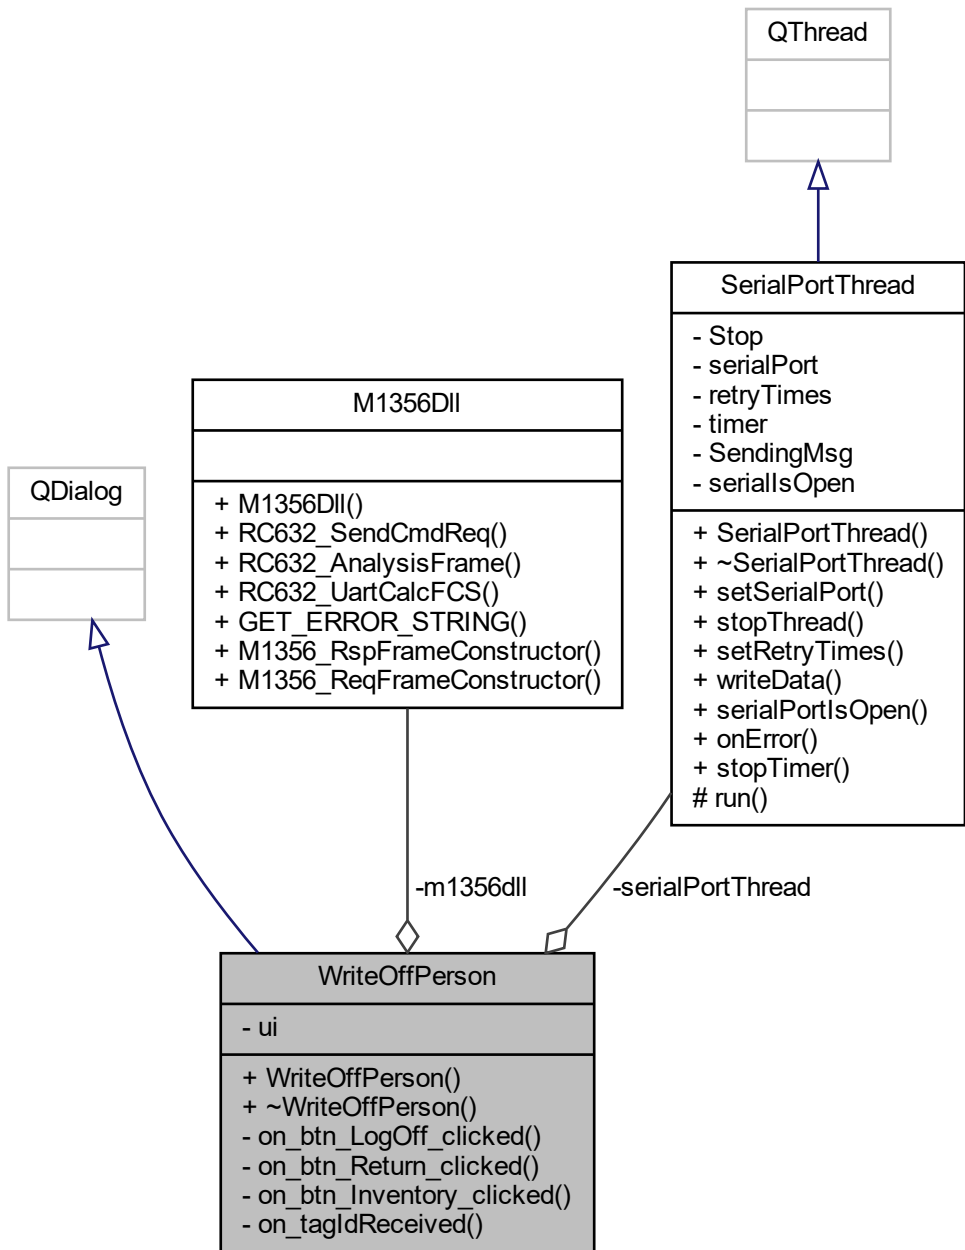 QThread
SerialPortThread
- Stop
- serialPort
- retryTimes
- timer
- SendingMsg
- serialIsOpen
+ SerialPortThread()
+ ~SerialPortThread()
+ setSerialPort()
+ stopThread()
+ setRetryTimes()
+ writeData()
+ serialPortIsOpen()
+ onError()
+ stopTimer()
# run()
M1356Dll
+ M1356Dll()
+ RC632_SendCmdReq()
+ RC632_AnalysisFrame()
+ RC632_UartCalcFCS()
+ GET_ERROR_STRING()
+ M1356_RspFrameConstructor()
+ M1356_ReqFrameConstructor()
QDialog
-m1356dll
-serialPortThread
WriteOffPerson
- ui
+ WriteOffPerson()
+ ~WriteOffPerson()
- on_btn_LogOff_clicked()
- on_btn_Return_clicked()
- on_btn_Inventory_clicked()
- on_tagIdReceived()